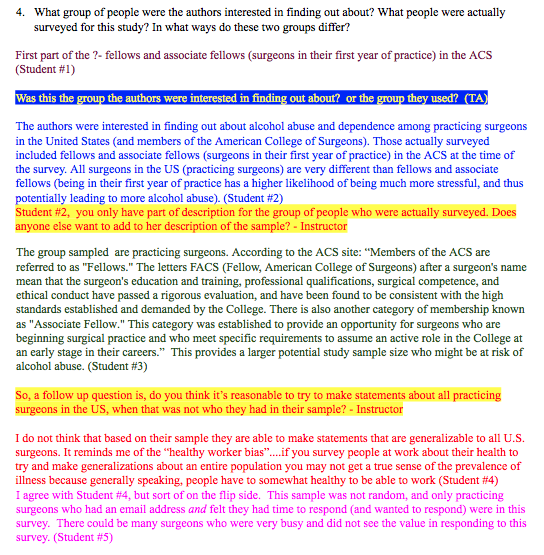 4. What group of people were the authors interested in finding out about? What people were actually
surveyed for this study? In what ways do these two groups differ?
First part of the ?- fellows and associate fellows (surgeons in their first year of practice) in the ACS
(Student #1)
Was this the group the authors were interested in finding out about? or the group they used? (TA)
The authors were interested in finding out about alcohol abuse and dependence among practicing surgeons
in the United States (and members of the American College of Surgeons). Those actually surveyed
included fellows and associate fellows (surgeons in their first year of practice) in the ACS at the time of
the survey. All surgeons in the US (practicing surgeons) are very different than fellows and associate
fellows (being in their first year of practice has a higher likelihood of being much more stressful, and thus
potentially leading to more alcohol abuse). (Student #2)
Student #2, you only have part of description for the group of people who were actually surveyed. Does
anyone else want to add to her description of the sample? - Instructor
The group sampled are practicing surgeons. According to the ACS site: “Members of the ACS are
referred to as "Fellows." The letters FACS (Fellow, American College of Surgeons) after a surgeon's name
mean that the surgeon's education and training, professional qualifications, surgical competence, and
ethical conduct have passed a rigorous evaluation, and have been found to be consistent with the high
standards established and demanded by the College. There is also another category of membership known
as "Associate Fellow." This category was established to provide an opportunity for surgeons who are
beginning surgical practice and who meet specific requirements to assume an active role in the College at
an early stage in their careers.” This provides a larger potential study sample size who might be at risk of
alcohol abuse. (Student #3)
So, a follow up question is, do you think it’s reasonable to try to make statements about all practicing
surgeons in the US, when that was not who they had in their sample? - Instructor
I do not think that based on their sample they are able to make statements that are generalizable to all U.S.
surgeons. It reminds me of the “healthy worker bias”....if you survey people at work about their health to
try and make generalizations about an entire population you may not get a true sense of the prevalence of
illness because generally speaking, people have to somewhat healthy to be able to work (Student #4)
I agree with Student #4, but sort of on the flip side. This sample was not random, and only practicing
surgeons who had an email address and felt they had time to respond (and wanted to respond) were in this
survey. There could be many surgeons who were very busy and did not see the value in responding to this
survey. (Student #5)